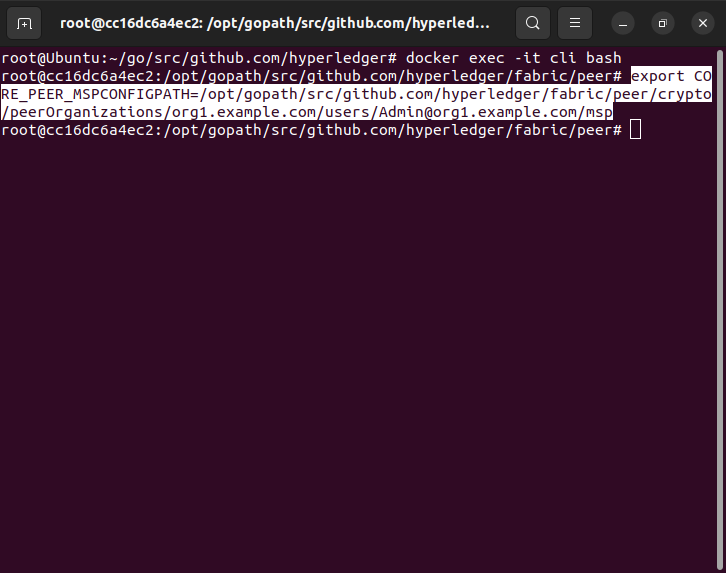 root@cc16dc6a4ec2: /opt/gopath/src/github.com/hyperled...
root@Ubuntu:~/go/src/github.com/hyperledger# docker exec -it cli bash
root@cc16dc6a4ec2:/opt/gopath/src/github.com/hyperledger/fabric/peer# export CO
RE_PEER_MSPCONFIGPATH=/opt/gopath/src/github.com/hyperledger/fabric/peer/crypto
/peerOrganizations/org1.example.com/users/Admin@org1.example.com/msp
root@cc16dc6a4ec2:/opt/gopath/src/github.com/hyperledger/fabric/peer#